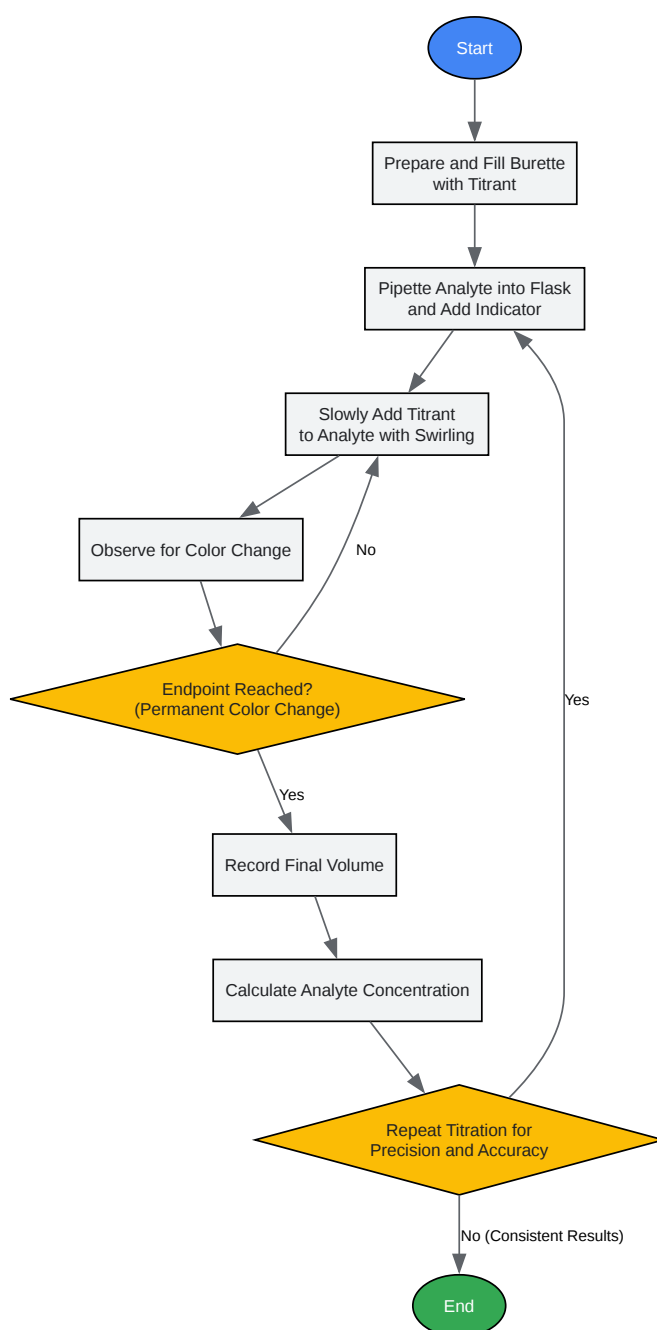 Start
Prepare and Fill Burette
with Titrant
Pipette Analyte into Flask
and Add Indicator
Slowly Add Titrant
to Analyte with Swirling
Observe for Color Change
No
Endpoint Reached?
(Permanent Color Change)
Yes
Yes
Record Final Volume
Calculate Analyte Concentration
Repeat Titration for
Precision and Accuracy
No (Consistent Results)
End